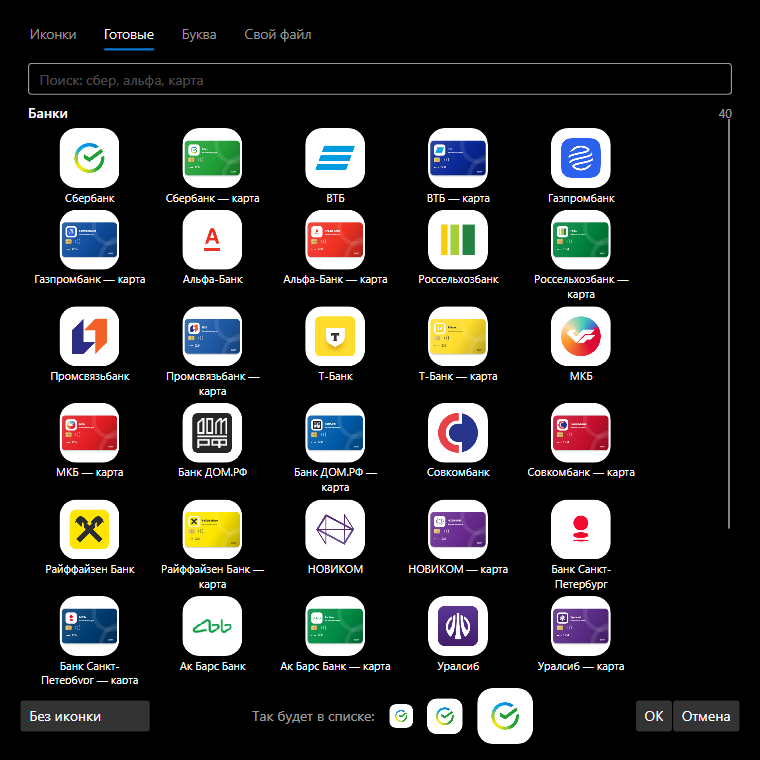 Иконки Готовые Буква Свой файл
Поиск: сбер, альфа, карта
Банки 40
Сбербанк Сбербанк — карта ВТБ ВТБ — карта Газпромбанк
Газпромбанк — карта Альфа-Банк Альфа-Банк — карта Россельхозбанк Россельхозбанк —
карта
Промсвязьбанк Промсвязьбанк — Т-Банк Т-Банк — карта МКБ
карта
ДОМ
РФ
МКБ — карта Банк ДОМ.РФ Банк ДОМ.РФ — Совкомбанк Совкомбанк — карта
карта
Райффайзен Банк Райффайзен Банк — НОВИКОМ НОВИКОМ — карта Банк Санкт-
карта Петербург
Банк Санкт- Ак Барс Банк Ак Барс Банк — карта Уралсиб Уралсиб — карта
Петербург — карта
Без иконки Так будет в списке: OK Отмена